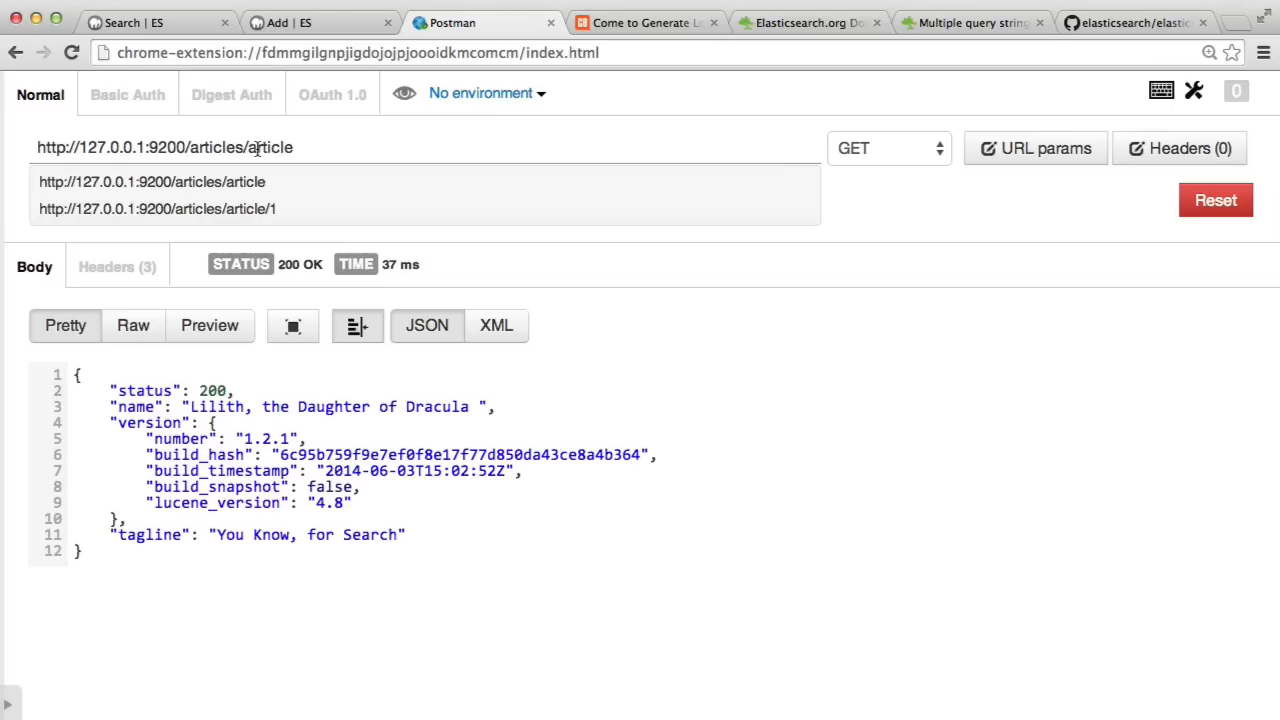 Search | ES
Add | ES
Postman
Come to Generate Lo
Elasticsearch.org Do
Multiple query string
elasticsearch/elastic
chrome-extension://fdmmgilgnpjigdojojpjoooidkmcomcm/index.html
Normal
Basic Auth
Digest Auth
OAuth 1.0
No environment
0
http://127.0.0.1:9200/articles/article
GET
URL params
Headers (0)
http://127.0.0.1:9200/articles/article
http://127.0.0.1:9200/articles/article/1
Reset
Body
Headers (3)
STATUS 200 OK TIME 37 ms
Pretty
Raw
Preview
JSON
XML
1 {
2 "status": 200,
3 "name": "Lilith, the Daughter of Dracula ",
4 "version": {
5 "number": "1.2.1",
6 "build_hash": "6c95b759f9e7ef0f8e17f77d850da43ce8a4b364",
7 "build_timestamp": "2014-06-03T15:02:52Z",
8 "build_snapshot": false,
9 "lucene_version": "4.8"
10 },
11 "tagline": "You Know, for Search"
12 }